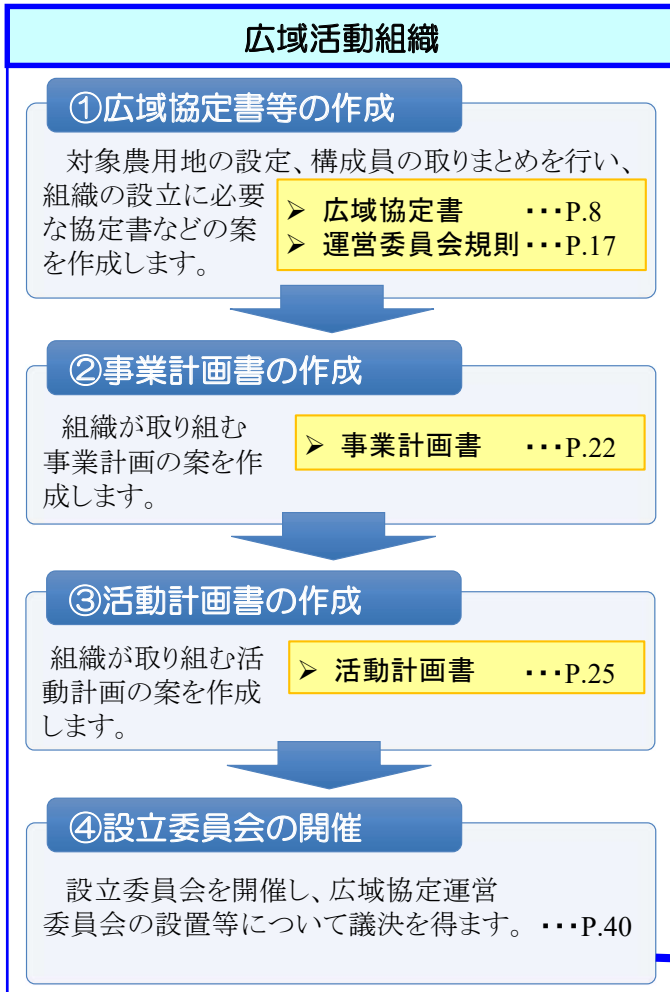 広域活動組織
①広域協定書等の作成
対象農用地の設定、構成員の取りまとめを行い、
組織の設立に必要
な協定書などの案
を作成します。
➢ 広域協定書 ・・・P.8
➢ 運営委員会規則・・・P.17
②事業計画書の作成
組織が取り組む
事業計画の案を作
成します。
➢ 事業計画書 ・・・P.22
③活動計画書の作成
組織が取り組む活
動計画の案を作成
します。
➢ 活動計画書 ・・・P.25
④設立委員会の開催
設立委員会を開催し、広域協定運営
委員会の設置等について議決を得ます。・・・P.40